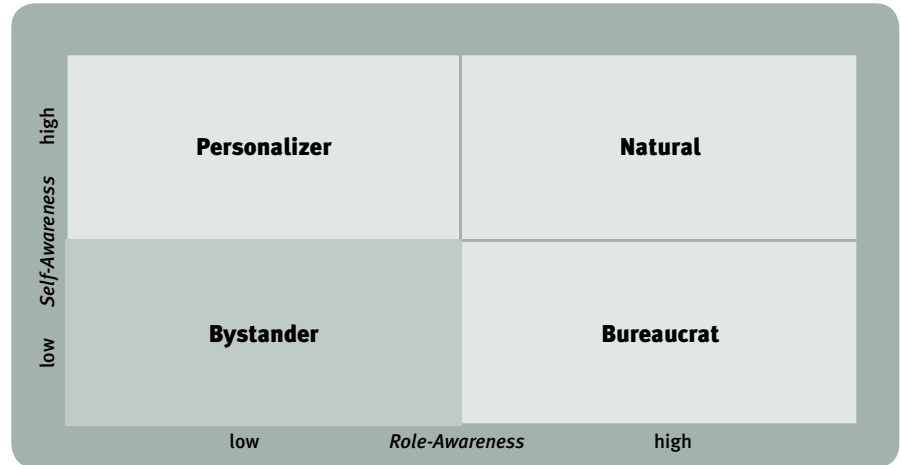 high
Personalizer
Natural
Self-Awareness
low
Bystander
Bureaucrat
low
Role-Awareness
high